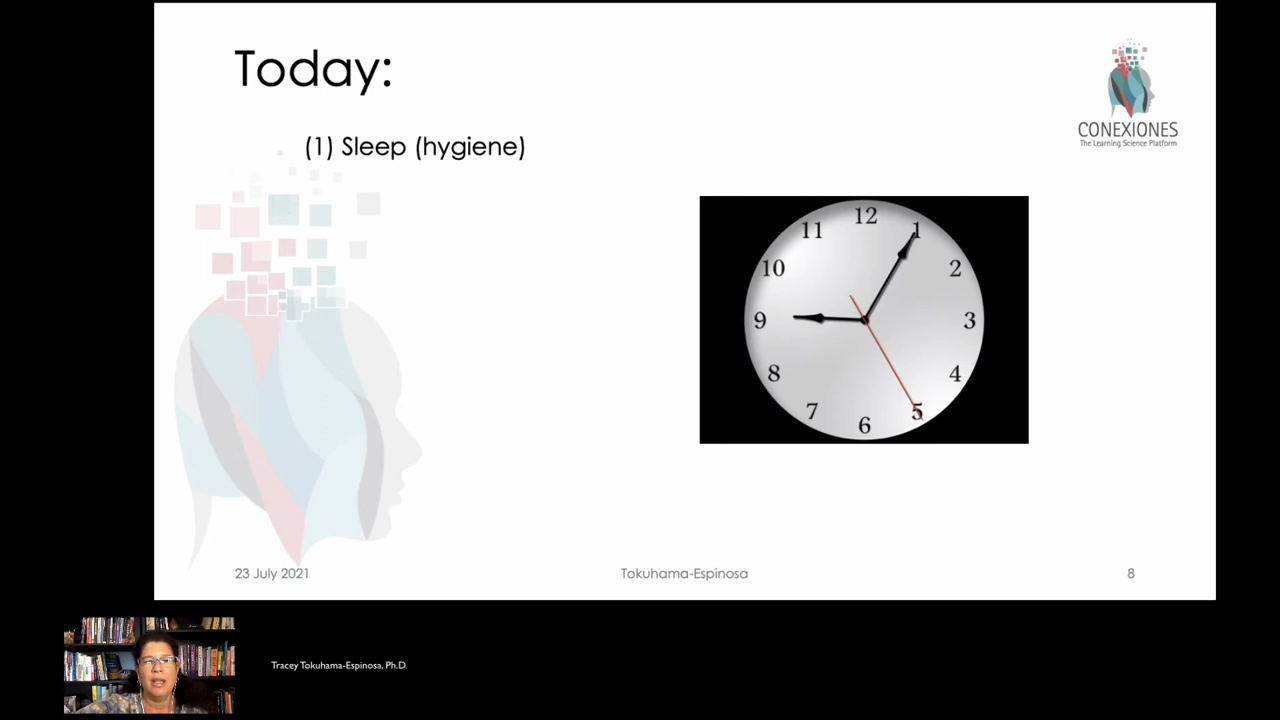 Today:
(1) Sleep (hygiene)
CONEXIONES
The Learning Science Platform
12
11
1
10
2
9
3
8
4
7
5
6
23 July 2021
Tokuhama-Espinosa
8
Tracey Tokuhama-Espinosa, Ph.D.